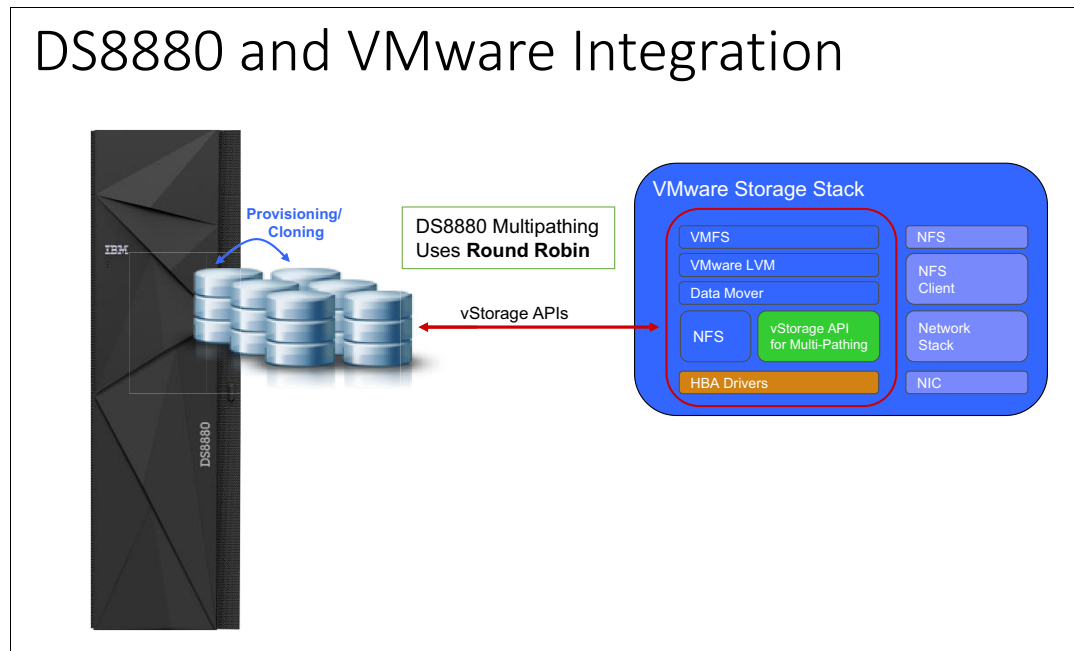 DS8880 and VMware Integration
Provisioning/
Cloning
IBM
DS8880
DS8880 Multipathing
Uses Round Robin
vStorage APIs
VMware Storage Stack
VMFS
VMware LVM
Data Mover
NFS
vStorage API
for Multi-Pathing
HBA Drivers
NFS
NFS
Client
Network
Stack
NIC